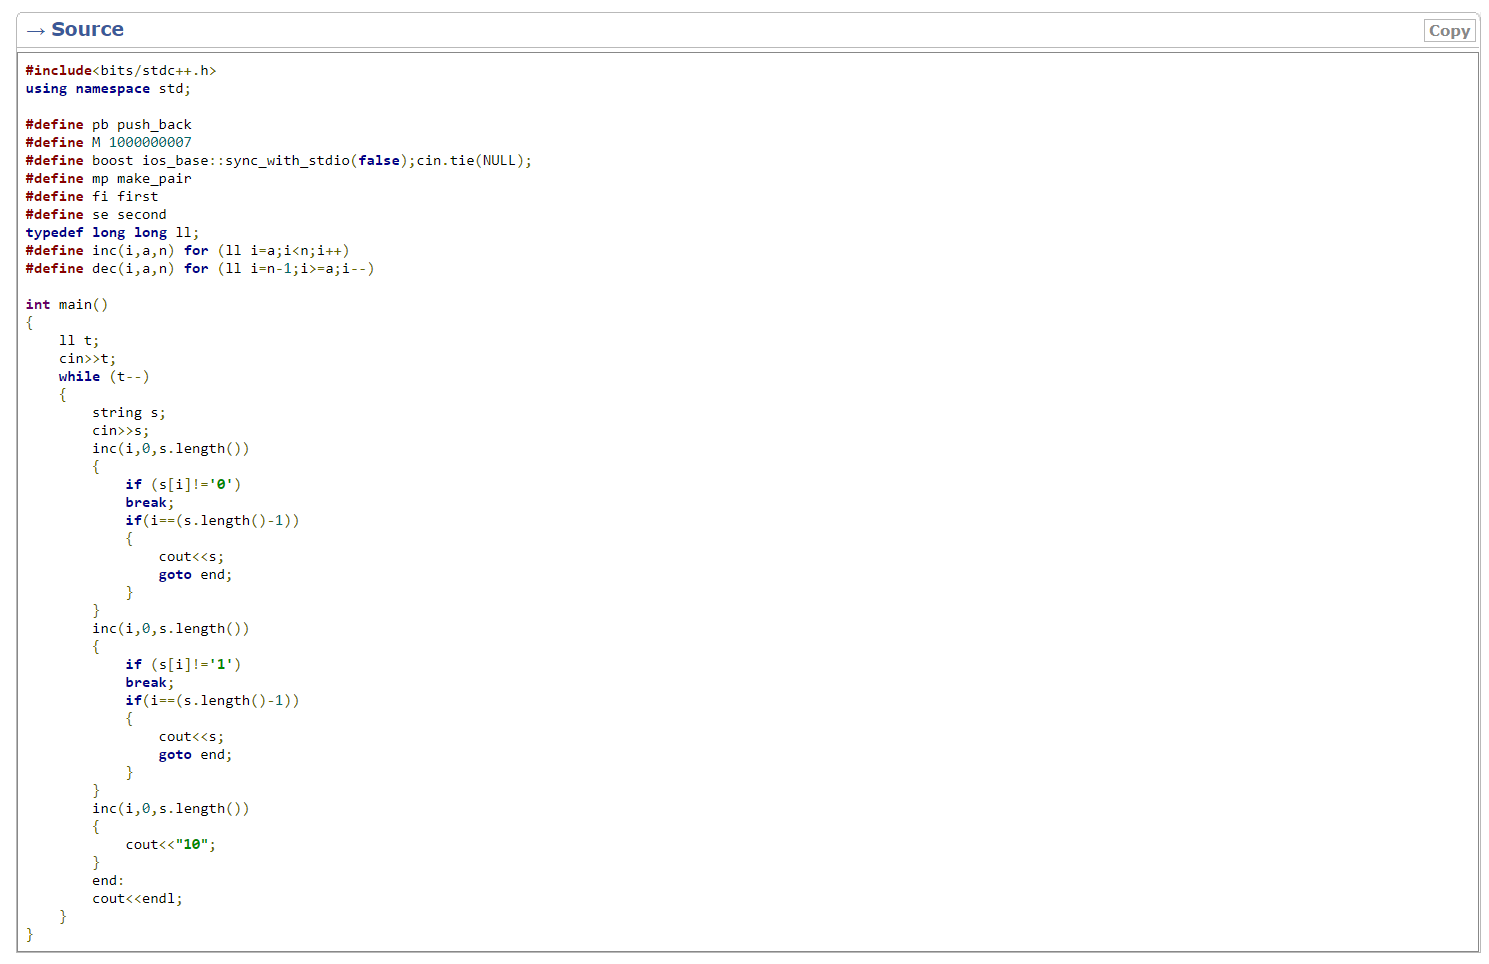 → Source
Copy
#include<bits/stdc++.h>
using namespace std;

#define pb push_back
#define M 1000000007
#define boost ios_base::sync_with_stdio(false);cin.tie(NULL);
#define mp make_pair
#define fi first
#define se second
typedef long long ll;
#define inc(i,a,n) for (ll i=a;i<n;i++)
#define dec(i,a,n) for (ll i=n-1;i>=a;i--)

int main()
{
    ll t;
    cin>>t;
    while (t--)
    {
        string s;
        cin>>s;
        inc(i,0,s.length())
        {
            if (s[i]!='0')
            break;
            if(i==(s.length()-1))
            {
                cout<<s;
                goto end;
            }
        }
        inc(i,0,s.length())
        {
            if (s[i]!='1')
            break;
            if(i==(s.length()-1))
            {
                cout<<s;
                goto end;
            }
        }
        inc(i,0,s.length())
        {
            cout<<"10";
        }
        end:
        cout<<endl;
    }
}